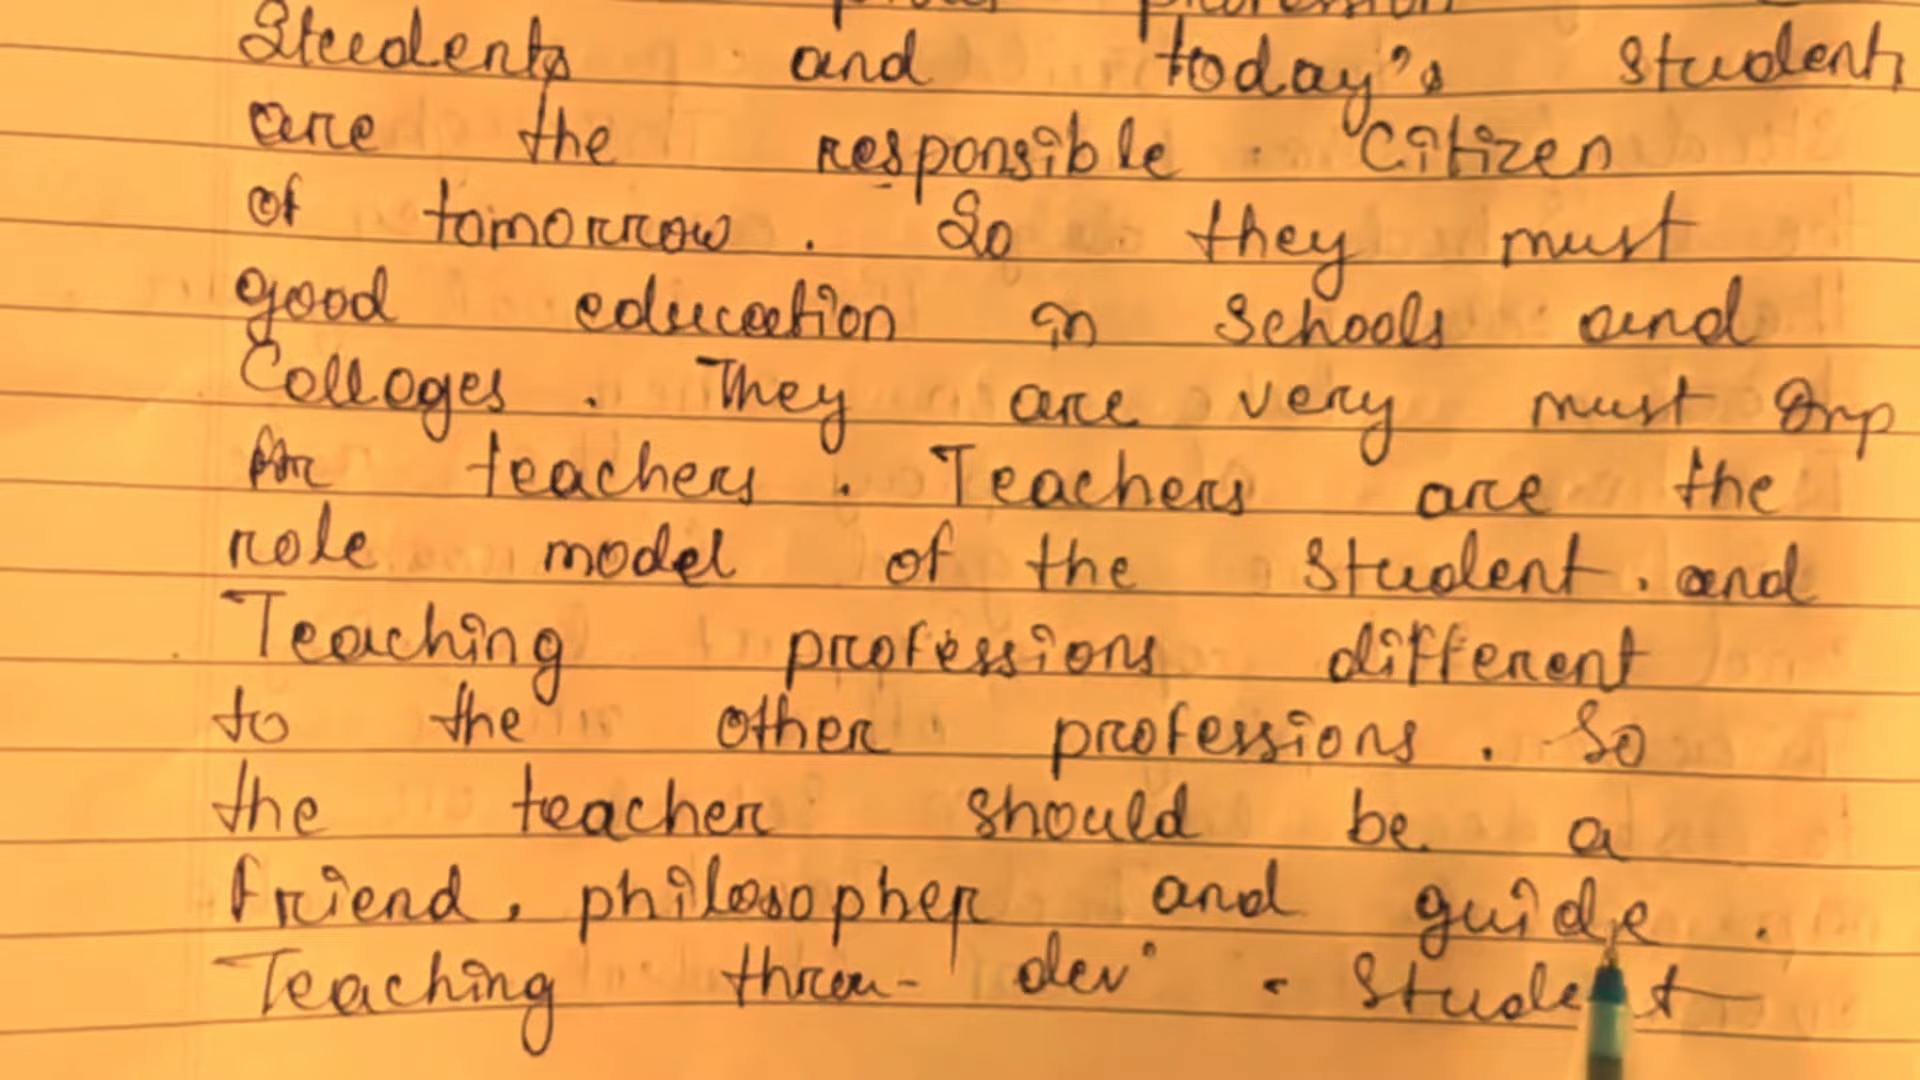 profession
Students and today's Students
are the responsible Citizen
of tomorrow. So they must
good education in Schools and
Colloges. They are very must Imp
for teachers. Teachers are the
role model of the Student. and
Teaching professions different
to the other professions. So
the teacher should be a
friend, philosopher and guide.
Teaching dev Student